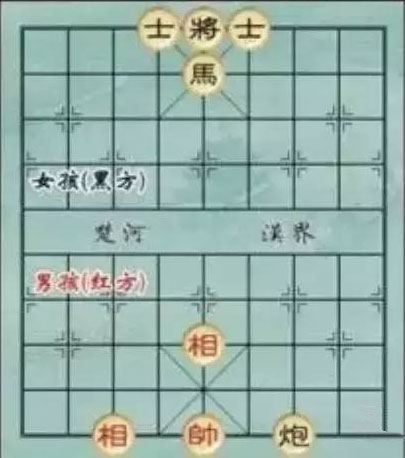 士 將 士
馬
女孩(黑方)
楚河 漢界
男孩(红方)
相
相 帥 炮